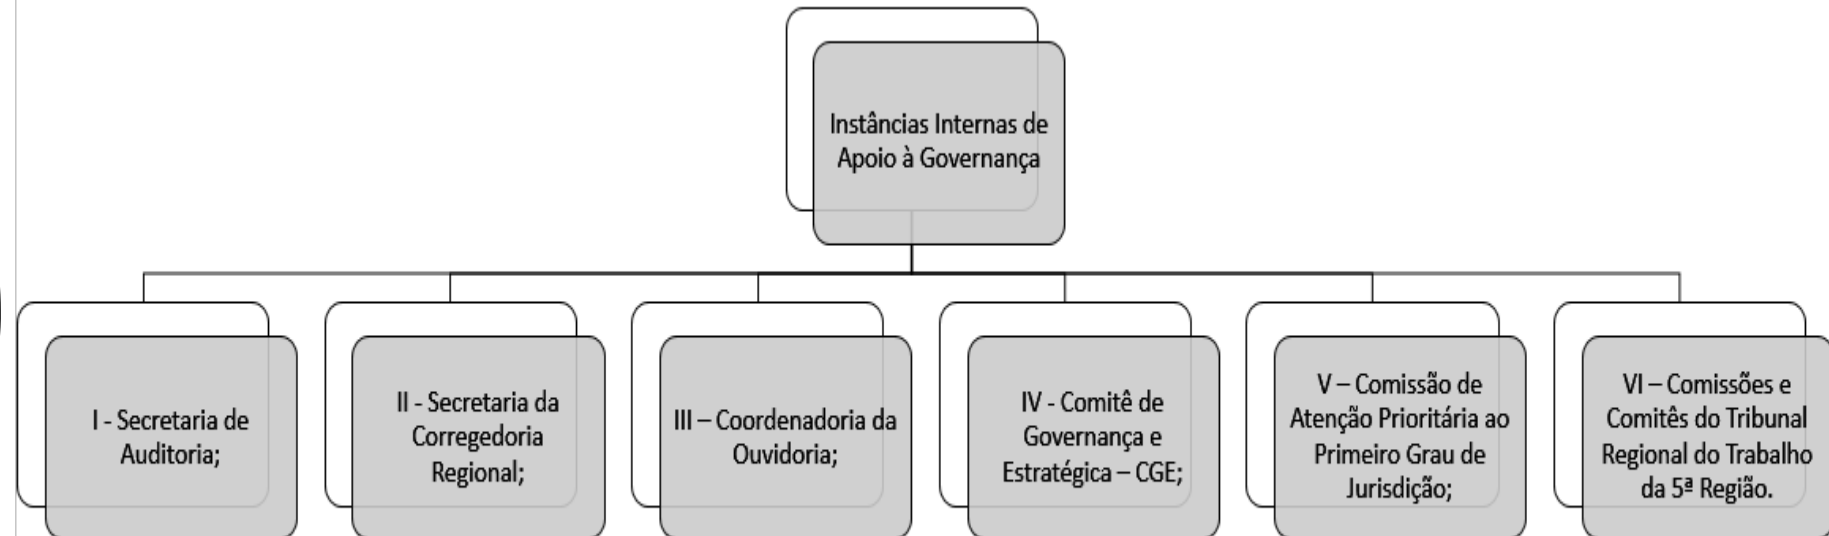 Instâncias Internas de
Apoio à Governança
I - Secretaria de
Auditoria;
II - Secretaria da
Corregedoria
Regional;
III – Coordenadoria da
Ouvidoria;
IV - Comitê de
Governança e
Estratégica – CGE;
V – Comissão de
Atenção Prioritária ao
Primeiro Grau de
Jurisdição;
VI – Comissões e
Comitês do Tribunal
Regional do Trabalho
da 5ª Região.